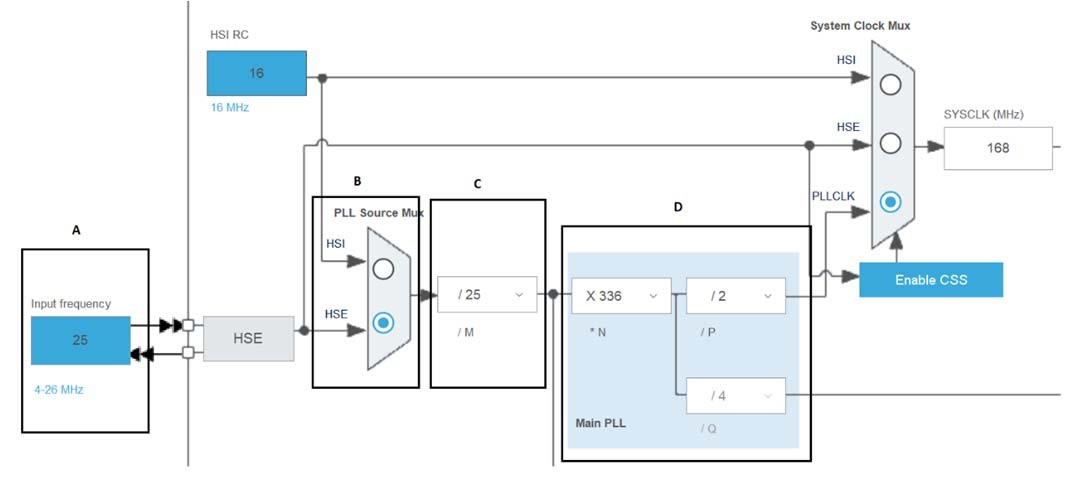 HSI RC
16
16 MHz
System Clock Mux
HSI
HSE
PLLCLK
SYSCLK (MHz)
168
Enable CSS
A
Input frequency
25
4-26 MHz
HSE
B
PLL Source Mux
HSI
HSE
C
/ 25
/ M
D
X 336
* N
/ 2
/ P
/ 4
/ Q
Main PLL